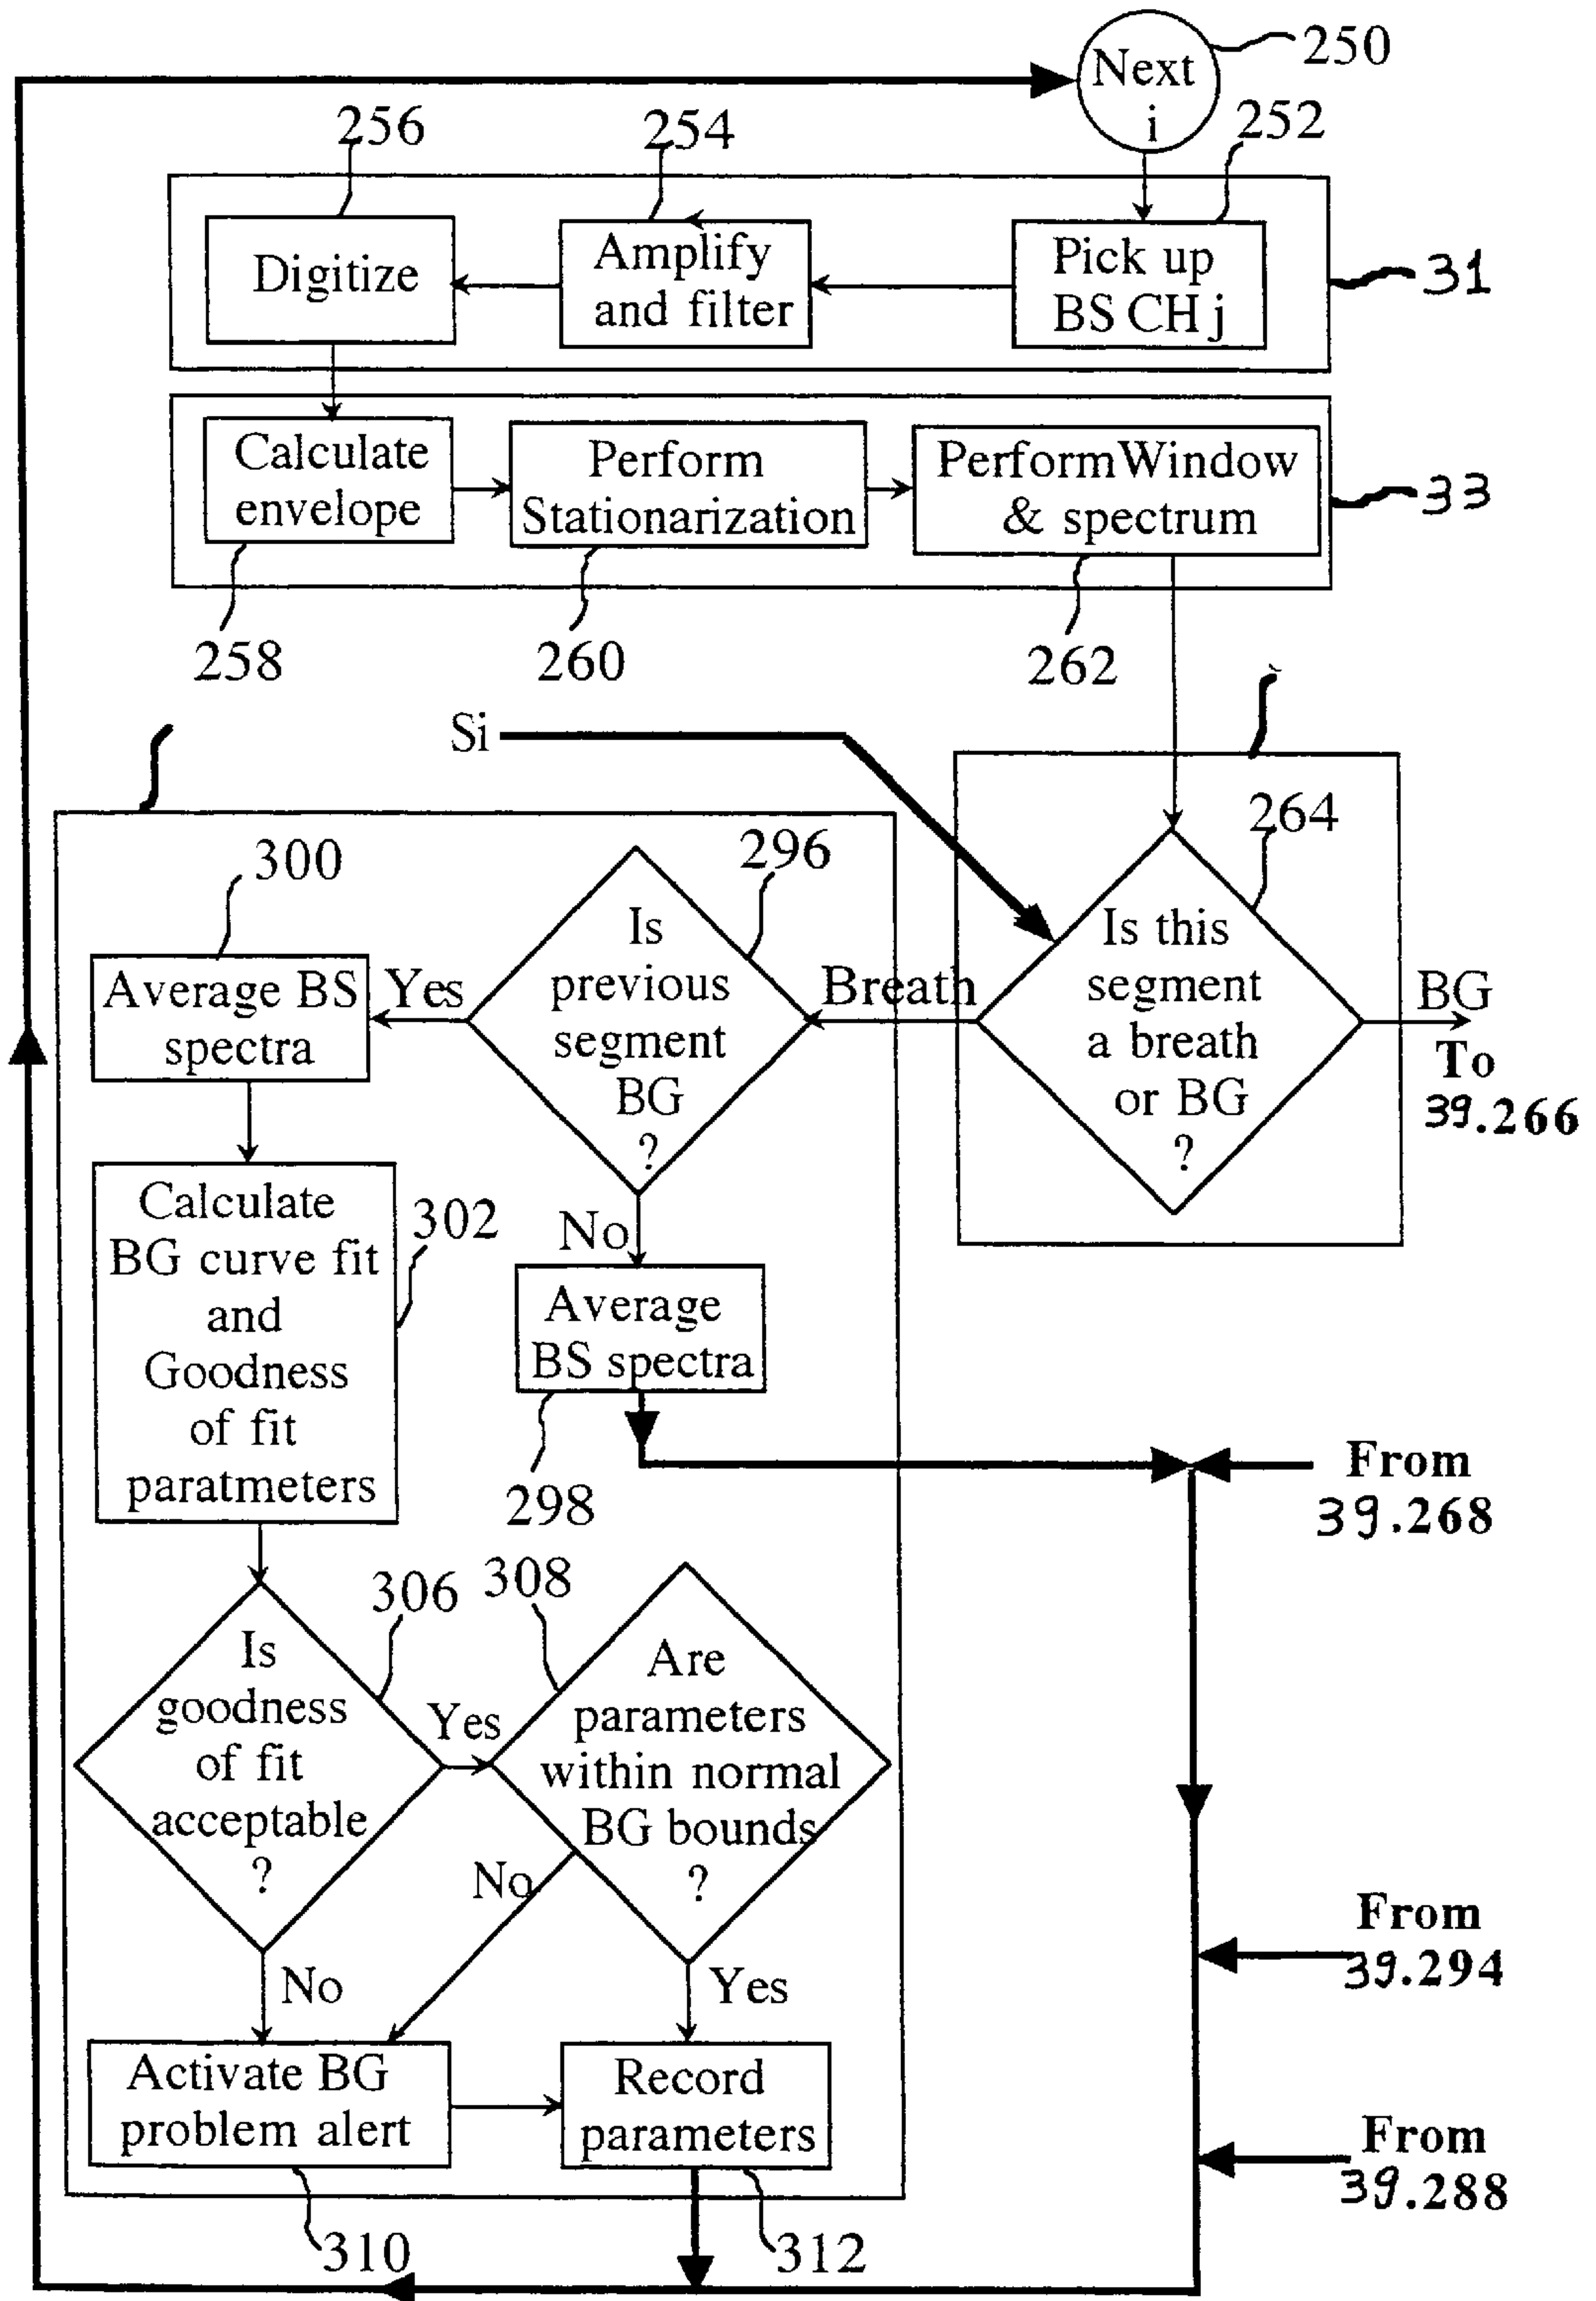 Next
i
250
252
254
256
Digitize
Amplify
and filter
Pick up
BS CH j
31
Calculate
envelope
Perform
Stationarization
PerformWindow
& spectrum
33
258
260
262
Si
264
Is this
segment
a breath
or BG
?
BG
To
39.266
Breath
296
Is
previous
segment
BG
?
Yes
300
Average BS
spectra
No
Average
BS spectra
298
302
Calculate
BG curve fit
and
Goodness
of fit
paratmeters
From
39.268
306
Is
goodness
of fit
acceptable
?
Yes
308
Are
parameters
within normal
BG bounds
?
No
No
Yes
From
39.294
Activate BG
problem alert
Record
parameters
From
39.288
310
312